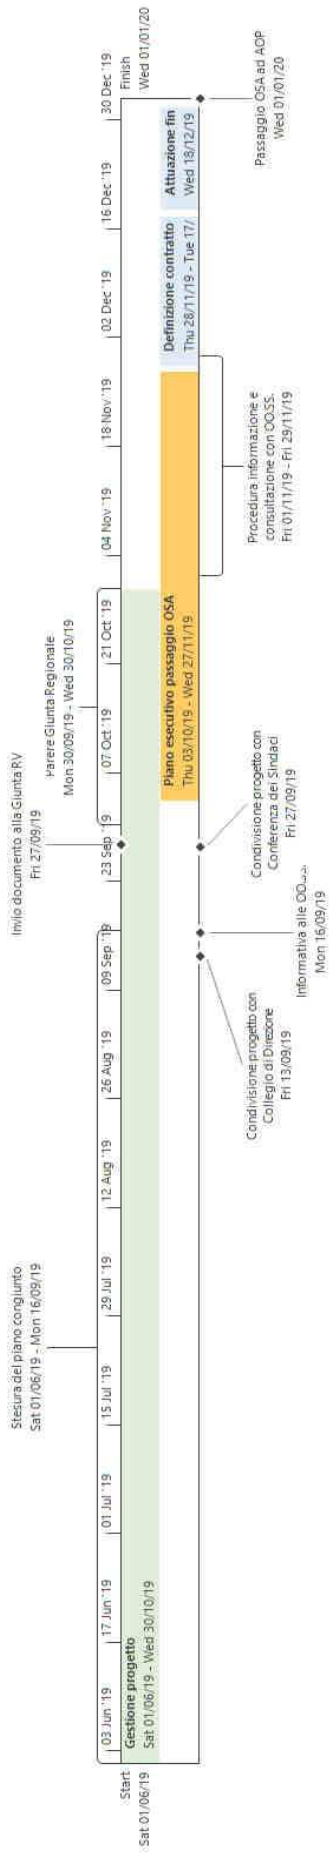 Invio documento alla Giunta RV
Fri 27/09/19
Stesura del piano congiunto
Sat 01/06/19 - Mon 16/09/19
Parere Giunta Regionale
Mon 30/09/19 - Wed 30/10/19
03 Jun '19
17 Jun '19
01 Jul '19
15 Jul '19
29 Jul '19
12 Aug '19
26 Aug '19
09 Sep '19
23 Sep '19
07 Oct '19
21 Oct '19
04 Nov '19
18 Nov '19
02 Dec '19
16 Dec '19
30 Dec '19
Start
Sat 01/06/19
Finish
Wed 01/01/20
Gestione progetto
Sat 01/06/19 - Wed 30/10/19
Piano esecutivo passaggio OSA
Thu 03/10/19 - Wed 27/11/19
Definizione contratto
Thu 28/11/19 - Tue 17/
Attuazione fin
Wed 18/12/19
Condivisione progetto con
Collegio di Direzione
Fri 13/09/19
Informativa alle
Mon 16/09/19
Condivisione progetto con
Conferenza dei Sindaci
Fri 27/09/19
Procedura informazione e
consultazione con OO.SS.
Fri 01/11/19 - Fri 29/11/19
Passaggio OSA ad AOP
Wed 01/01/20